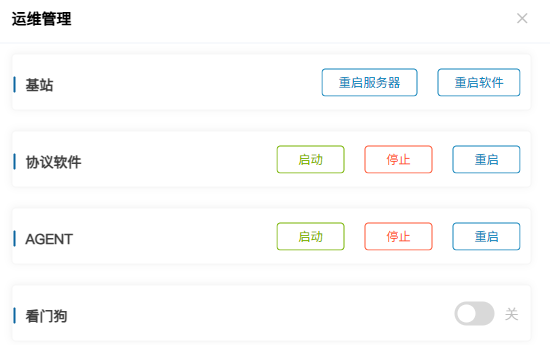 运维管理
基站 重启服务器 重启软件
协议软件 启动 停止 重启
AGENT 启动 停止 重启
看门狗 关